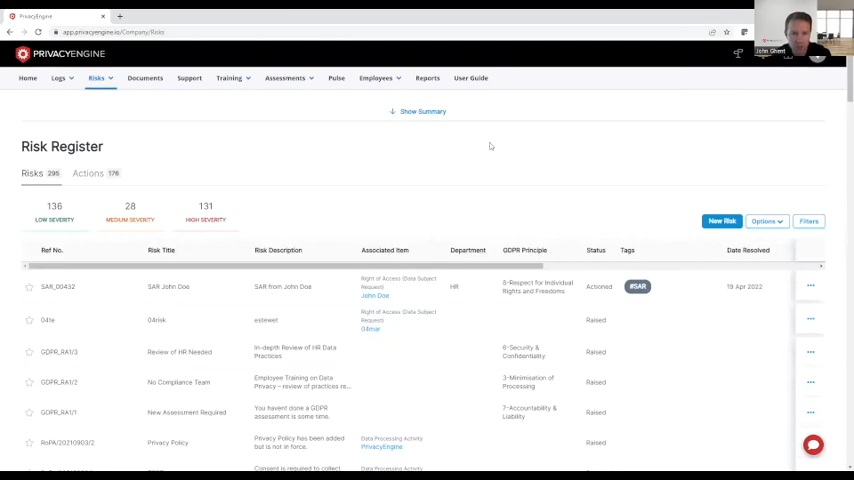 PrivacyEngine
app.privacyengine.io/Company/Risks
John Ghent
PRIVACYENGINE
Home Logs Risks Documents Support Training Assessments Pulse Employees Reports User Guide
Show Summary
Risk Register
Risks 295 Actions 176
136 28 131
LOW SEVERITY MEDIUM SEVERITY HIGH SEVERITY
New Risk Options Filters
Ref No. Risk Title Risk Description Associated Item Department GDPR Principle Status Tags Date Resolved
SAR_00432 SAR John Doe SAR from John Doe Right of Access (Data Subject Request) John Doe HR 8-Respect for Individual Rights and Freedoms Actioned #SAR 19 Apr 2022
04te 04risk estewet Right of Access (Data Subject Request) 04mar Raised
GDPR_RA1/3 Review of HR Needed In-depth Review of HR Data Practices 6-Security & Confidentiality Raised
GDPR_RA1/2 No Compliance Team Employee Training on Data Privacy – review of practices re... 3-Minimisation of Processing Raised
GDPR_RA1/1 New Assessment Required You havent done a GDPR assessment is some time. 7-Accountability & Liability Raised
RoPA/20210903/2 Privacy Policy Privacy Policy has been added but is not in force. Data Processing Activity PrivacyEngine Raised
Consent is required to collect Data Processing Activity